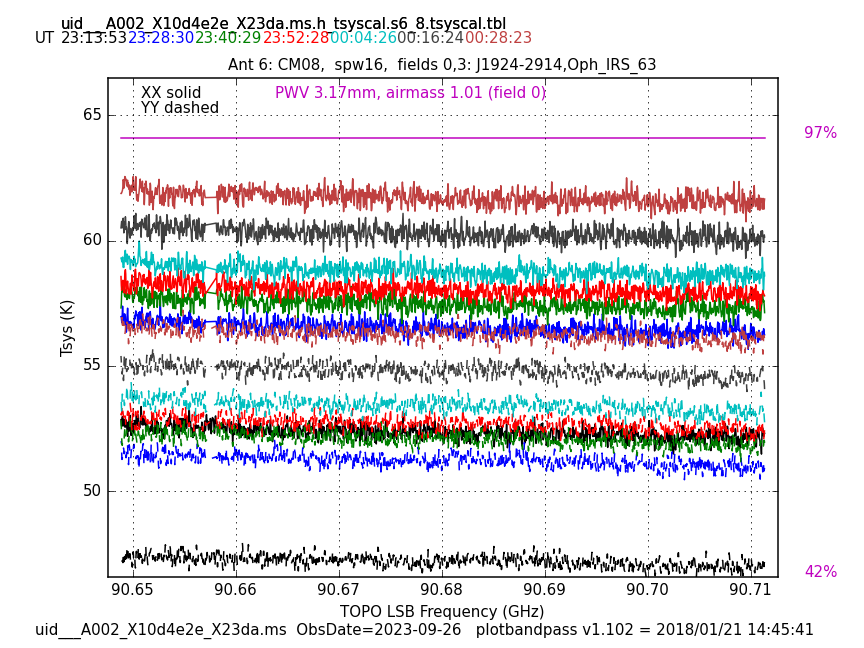 uid___A002_X10d4e2e_X23da.ms.h_tsyscal.s6_8.tsyscal.tbl
UT 23:13:53 23:28:30 23:40:29 23:52:28 00:04:26 00:16:24 00:28:23
Ant 6: CM08,  spw16,  fields 0,3: J1924-2914,Oph_IRS_63
XX solid PWV 3.17mm, airmass 1.01 (field 0)
YY dashed
65
97%
60
Tsys (K)
55
50
42%
90.65 90.66 90.67 90.68 90.69 90.70 90.71
TOPO LSB Frequency (GHz)
uid___A002_X10d4e2e_X23da.ms  ObsDate=2023-09-26   plotbandpass v1.102 = 2018/01/21 14:45:41